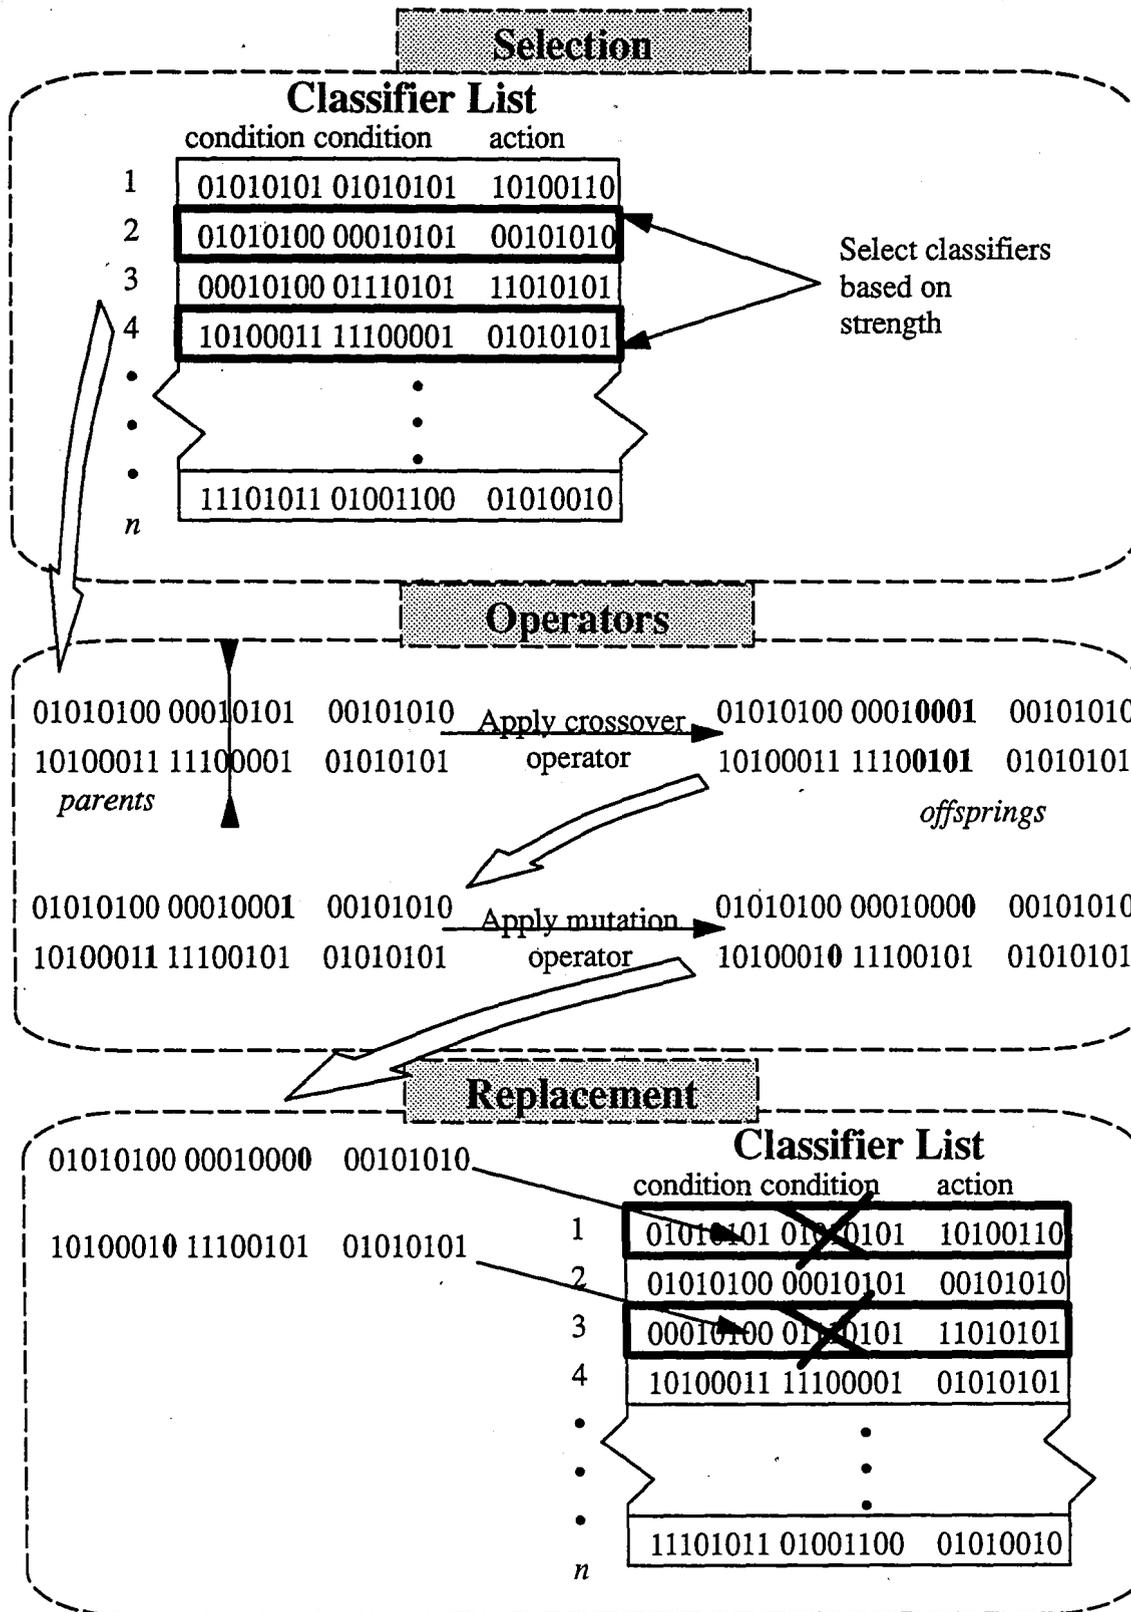 Selection
Classifier List
condition condition action
1 01010101 01010101 10100110
2 01010100 00010101 00101010
3 00010100 01110101 11010101
4 10100011 11100001 01010101
11101011 01001100 01010010
n
Select classifiers
based on
strength
Operators
01010100 00010101 00101010
10100011 11100001 01010101
parents
Apply crossover
operator
01010100 00010001 00101010
10100011 11100101 01010101
offsprings
01010100 00010001 00101010
10100011 11100101 01010101
Apply mutation
operator
01010100 00010000 00101010
10100010 11100101 01010101
Replacement
01010100 00010000 00101010
10100010 11100101 01010101
Classifier List
condition condition action
1 01010101 01010101 10100110
2 01010100 00010101 00101010
3 00010100 01110101 11010101
4 10100011 11100001 01010101
11101011 01001100 01010010
n